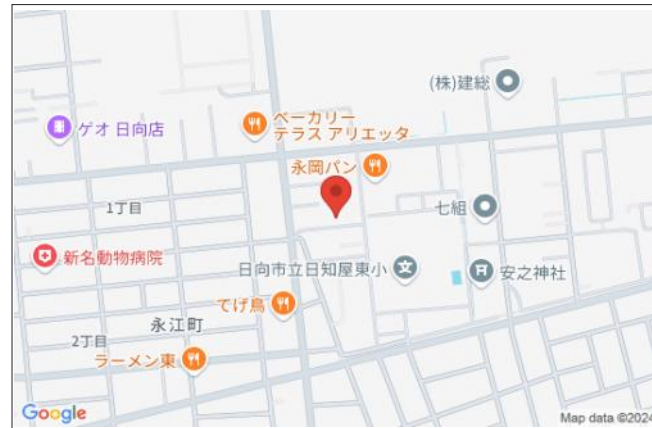 (株)建総
ゲオ 日向店
ベーカリー
テラス アリエッタ
永岡パン
1丁目
七組
新名動物病院
日向市立日知屋東小
安之神社
てげ鳥
永江町
2丁目
ラーメン東
Google
Map data ©2024